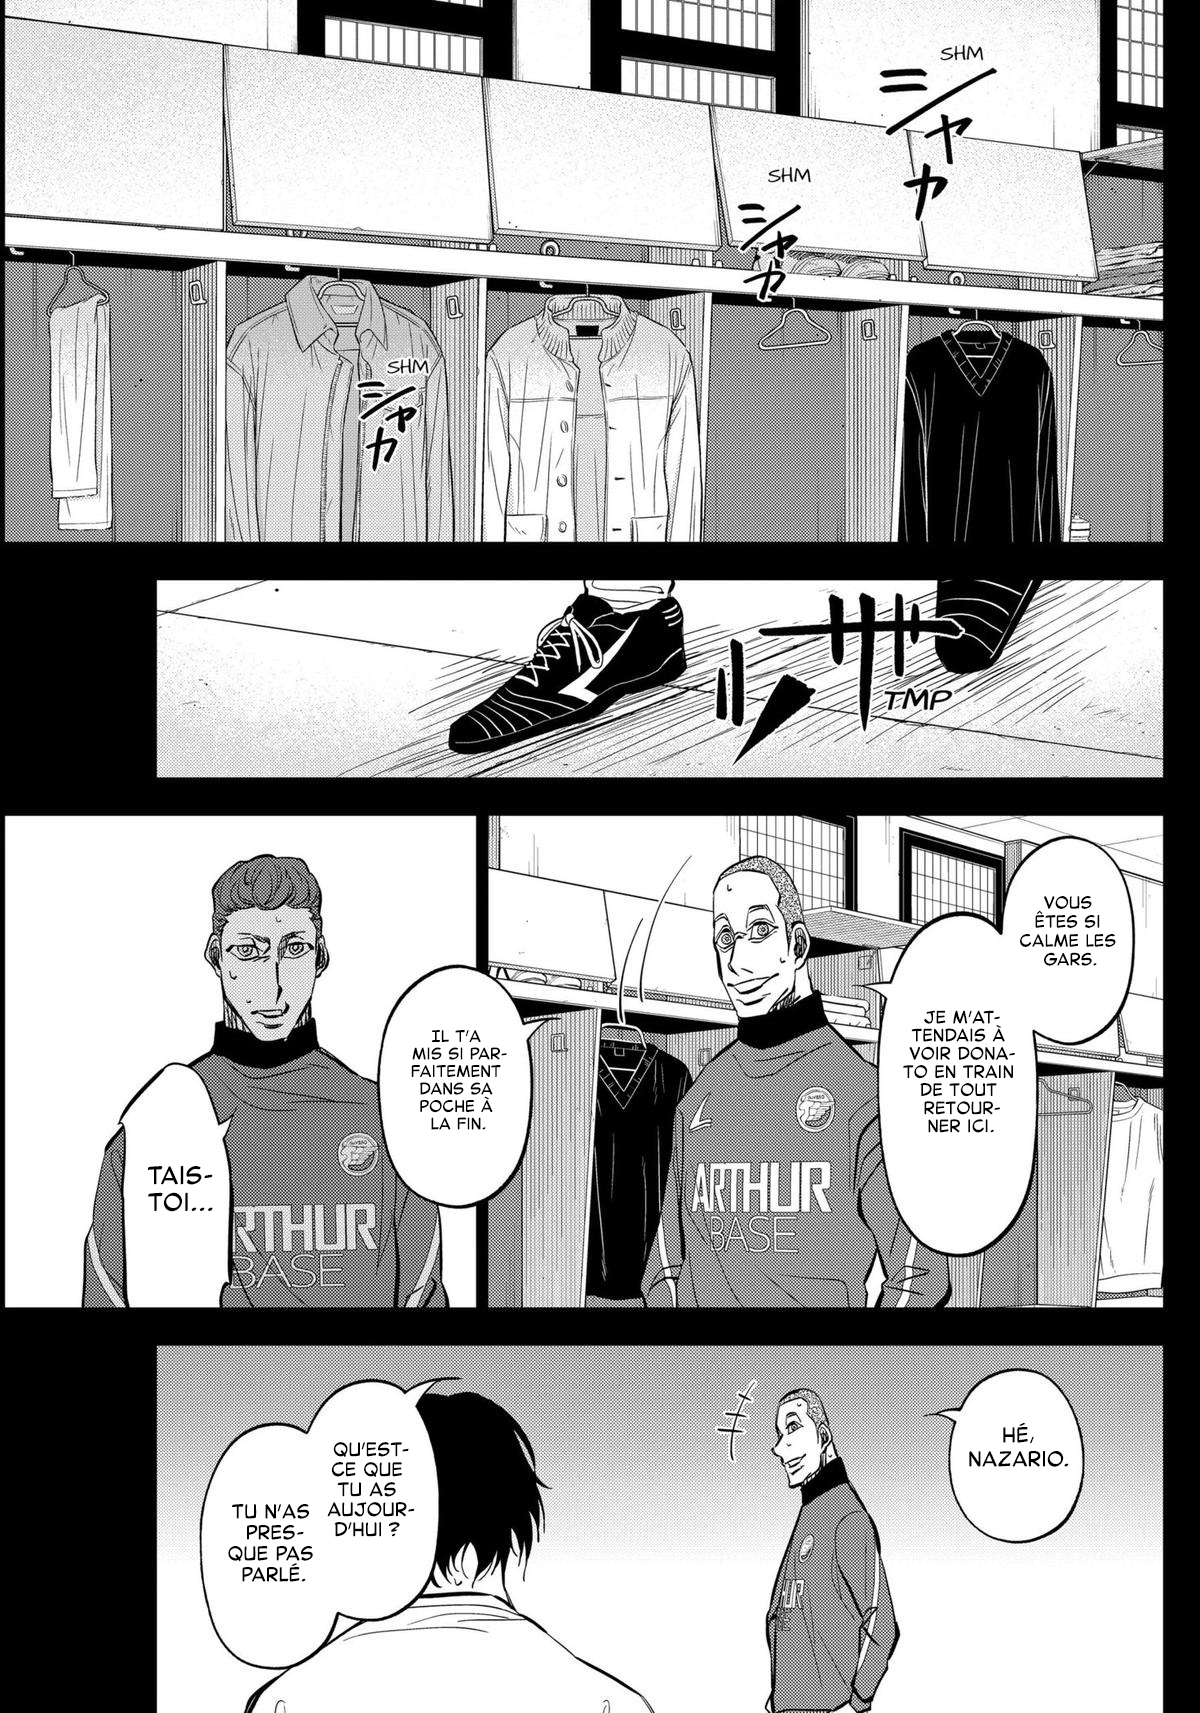 SHM
シャカ
SHM
シャカ
SHM
シャカ
ザッ
TMP
VOUS
ÊTES SI
CALME LES
GARS.
JE M'AT-
TENDAIS À
VOIR DONA-
TO EN TRAIN
DE TOUT
RETOUR-
NER ICI.
ARTHUR
BASE
IL T'A
MIS SI PAR-
FAITEMENT
DANS SA
POCHE À
LA FIN.
TAIS-
TOI...
RTHUR
BASE
HÉ,
NAZARIO.
QU'EST-
CE QUE
TU AS
AUJOUR-
D'HUI ?
TU N'AS
PRES-
QUE PAS
PARLÉ.
ARTHUR
BASE